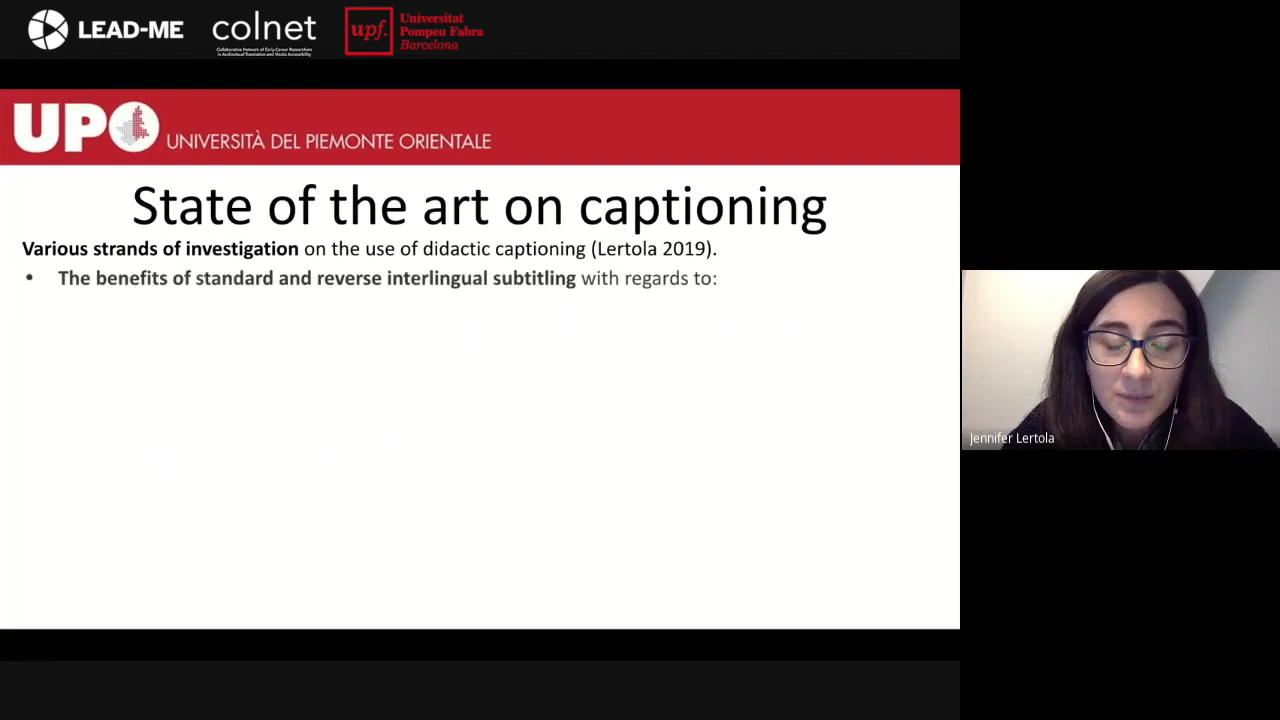 LEAD-ME
colnet
Collaborative Network of Early-Career Researchers
in Audiovisual Translation and Media Accessibility
upf.
Universitat
Pompeu Fabra
Barcelona
UPO
UNIVERSITÀ DEL PIEMONTE ORIENTALE
State of the art on captioning
Various strands of investigation on the use of didactic captioning (Lertola 2019).
• The benefits of standard and reverse interlingual subtitling with regards to:
Jennifer Lertola